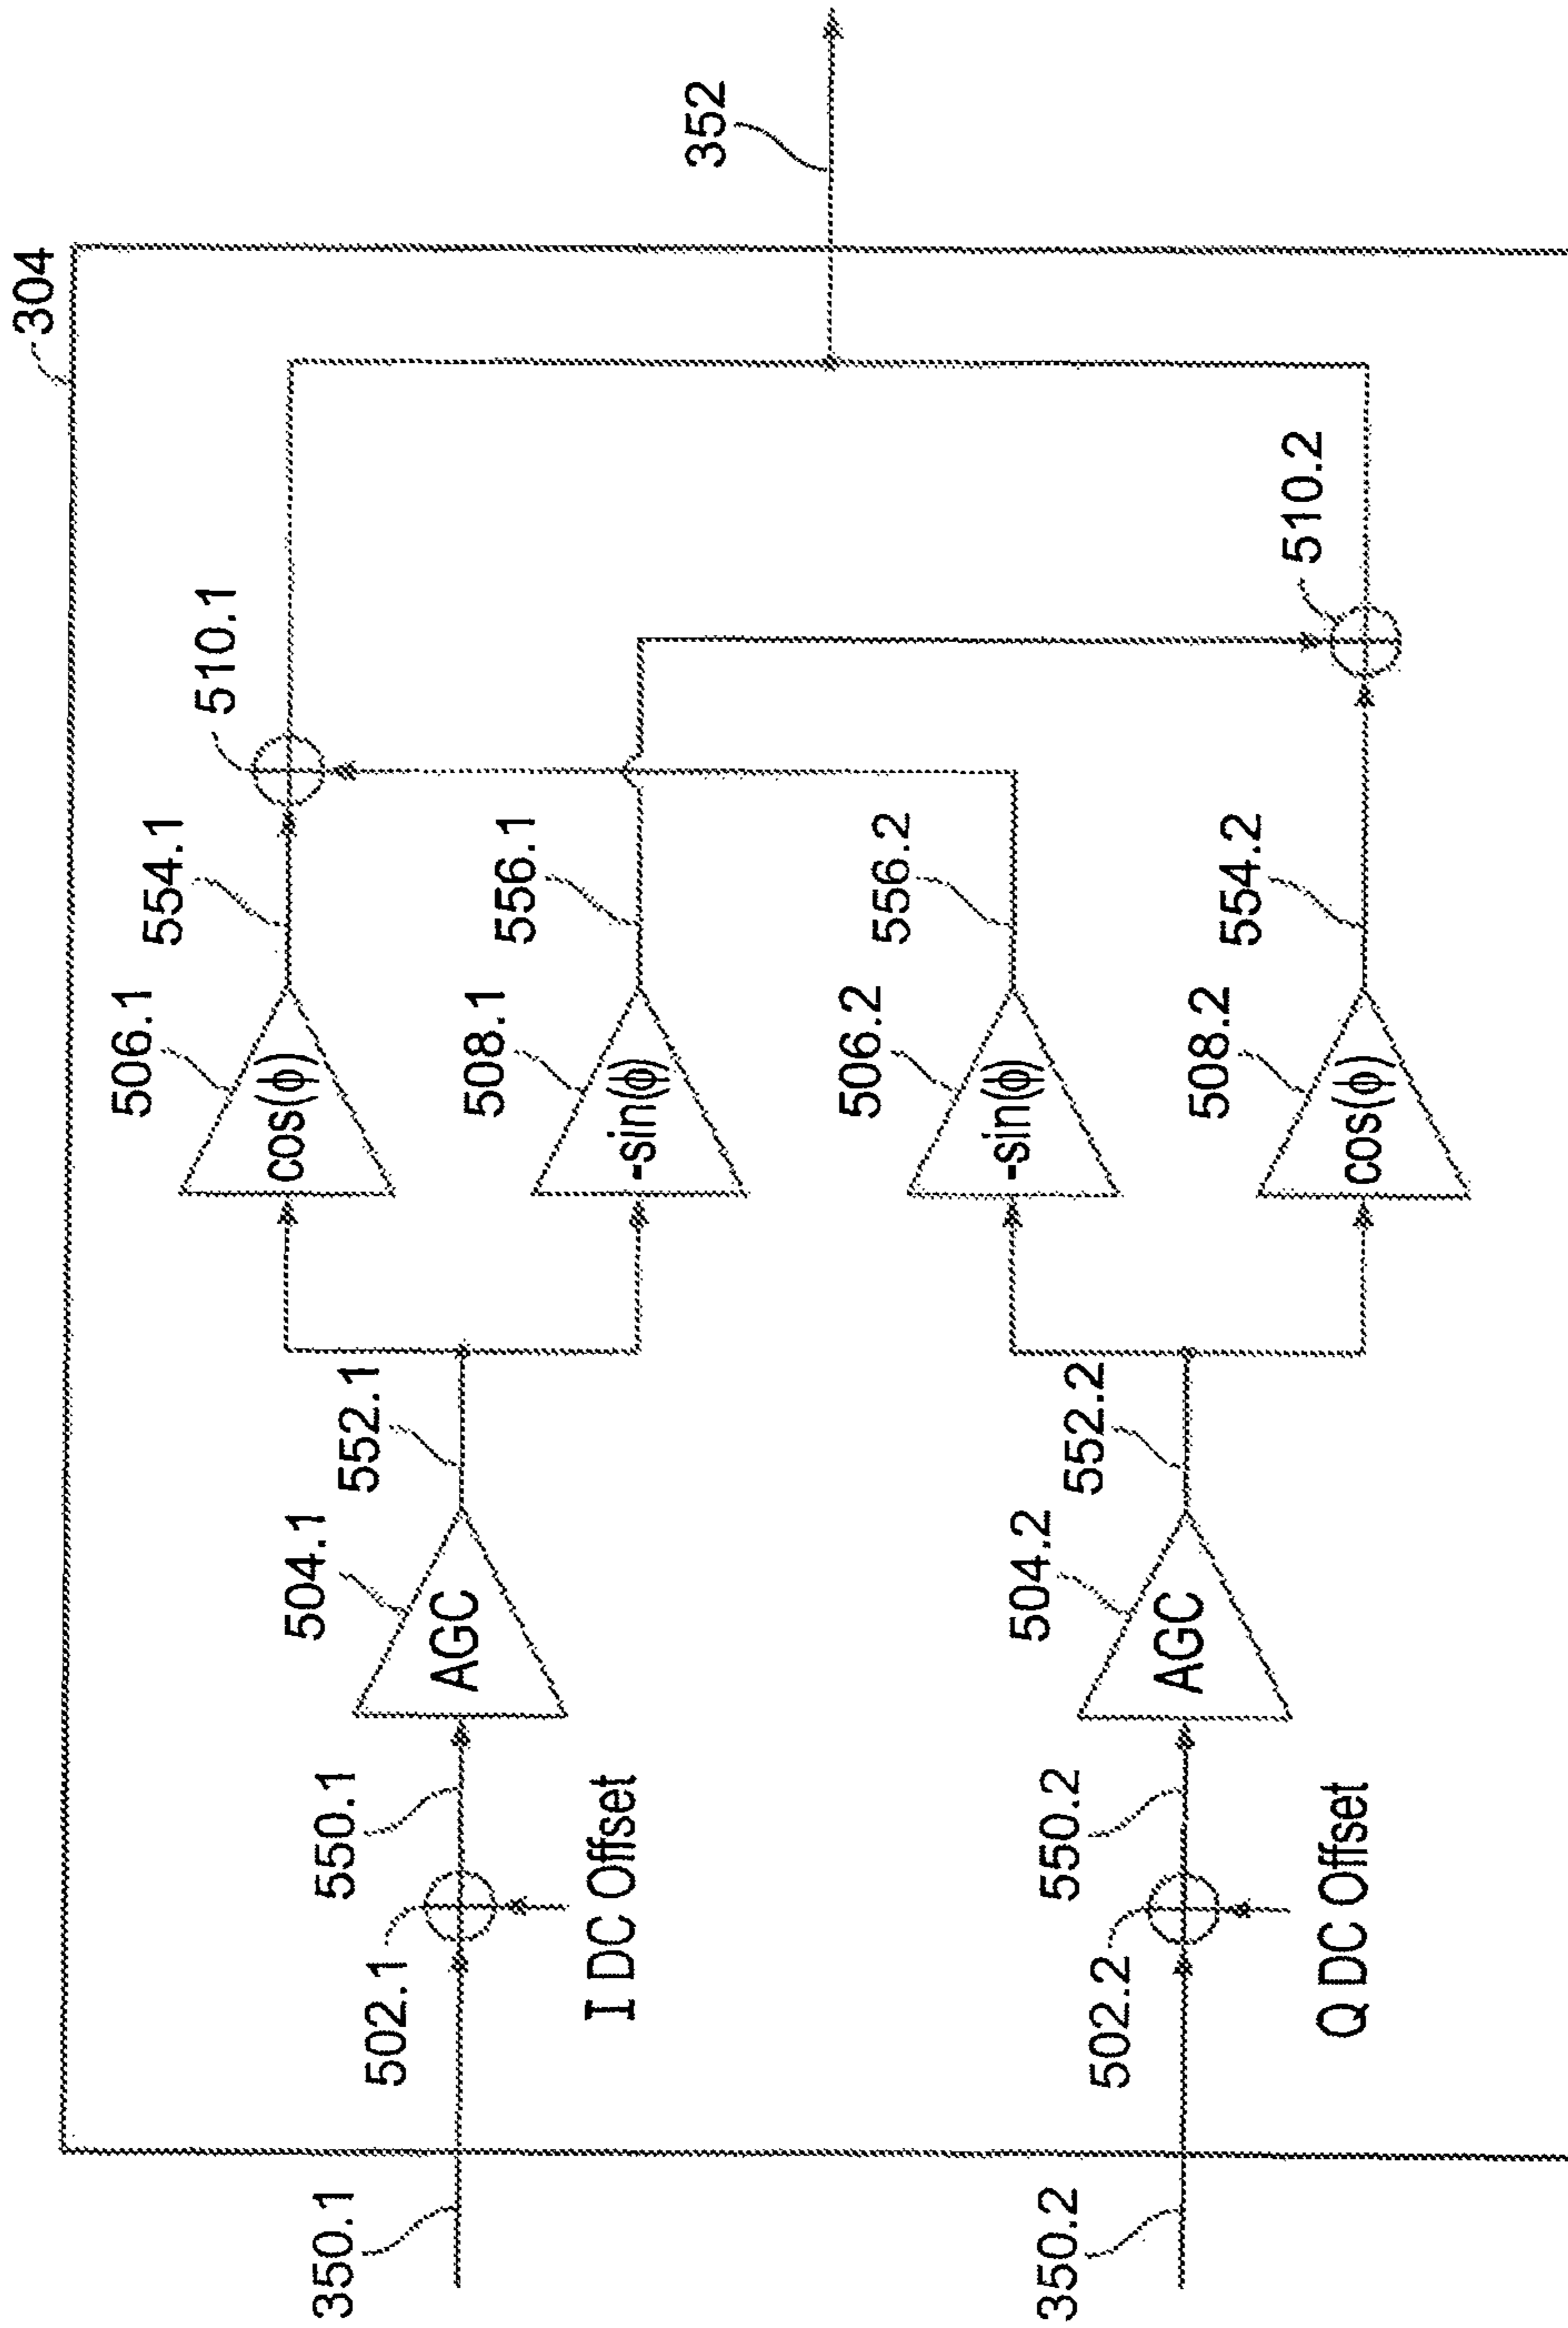 304
510.1
554.1
506.1
352
556.1
508.1
552.1
504.1
AGC
550.1
502.1
I DC Offset
350.1
cos(ϕ)
-sin(ϕ)
556.2
506.2
-sin(ϕ)
510.2
554.2
508.2
cos(ϕ)
552.2
504.2
AGC
550.2
502.2
Q DC Offset
350.2